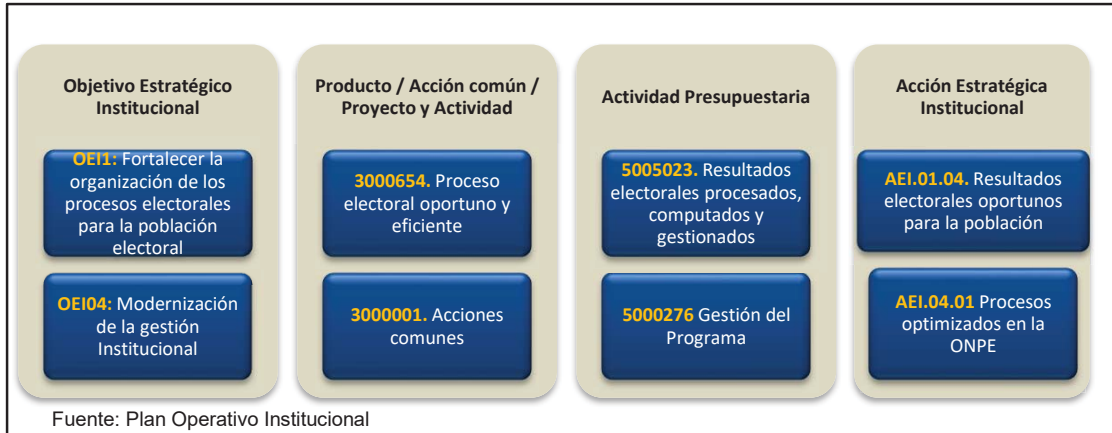 Objetivo Estratégico
Institucional
OEI1: Fortalecer la
organización de los
procesos electorales
para la población
electoral
OEI04: Modernización
de la gestión
Institucional
Producto / Acción común /
Proyecto y Actividad
3000654. Proceso
electoral oportuno y
eficiente
3000001. Acciones
comunes
Actividad Presupuestaria
5005023. Resultados
electorales procesados,
computados y
gestionados
5000276 Gestión del
Programa
Acción Estratégica
Institucional
AEI.01.04. Resultados
electorales oportunos
para la población
AEI.04.01 Procesos
optimizados en la
ONPE
Fuente: Plan Operativo Institucional